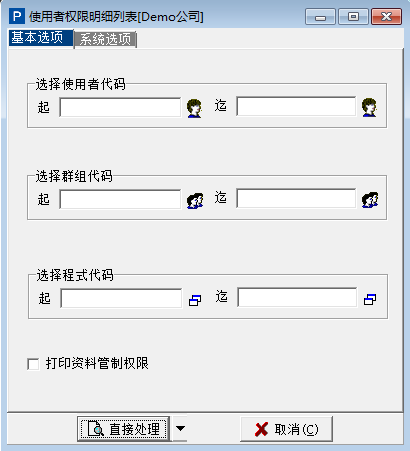 使用者权限明细列表[Demo公司]
基本选项 系统选项
选择使用者代码
起 迄
选择群组代码
起 迄
选择程式代码
起 迄
打印资料管制权限
直接处理 取消(C)